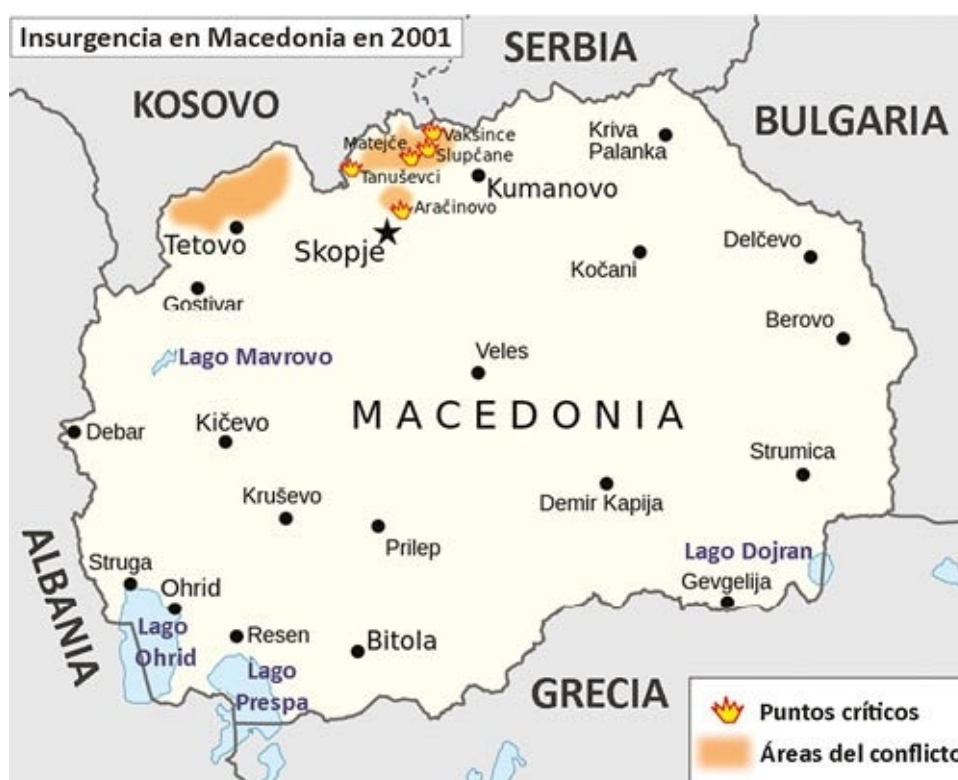 Insurgencia en Macedonia en 2001
SERBIA
KOSOVO
BULGARIA
Vaksince
Matejče
Slupčane
Tanuševci
Kriva
Palanka
Kumanovo
Aračinovo
Tetovo
Skopje
Kočani
Delčevo
Gostivar
Berovo
Lago Mavrovo
Veles
MACEDONIA
Debar
Kičevo
Strumica
Kruševo
Demir Kapija
Prilep
ALBANIA
Struga
Lago Dojran
Ohrid
Gevgelija
Lago
Ohrid
Resen
Bitola
Lago
Prespa
GRECIA
Puntos críticos
Áreas del conflicto